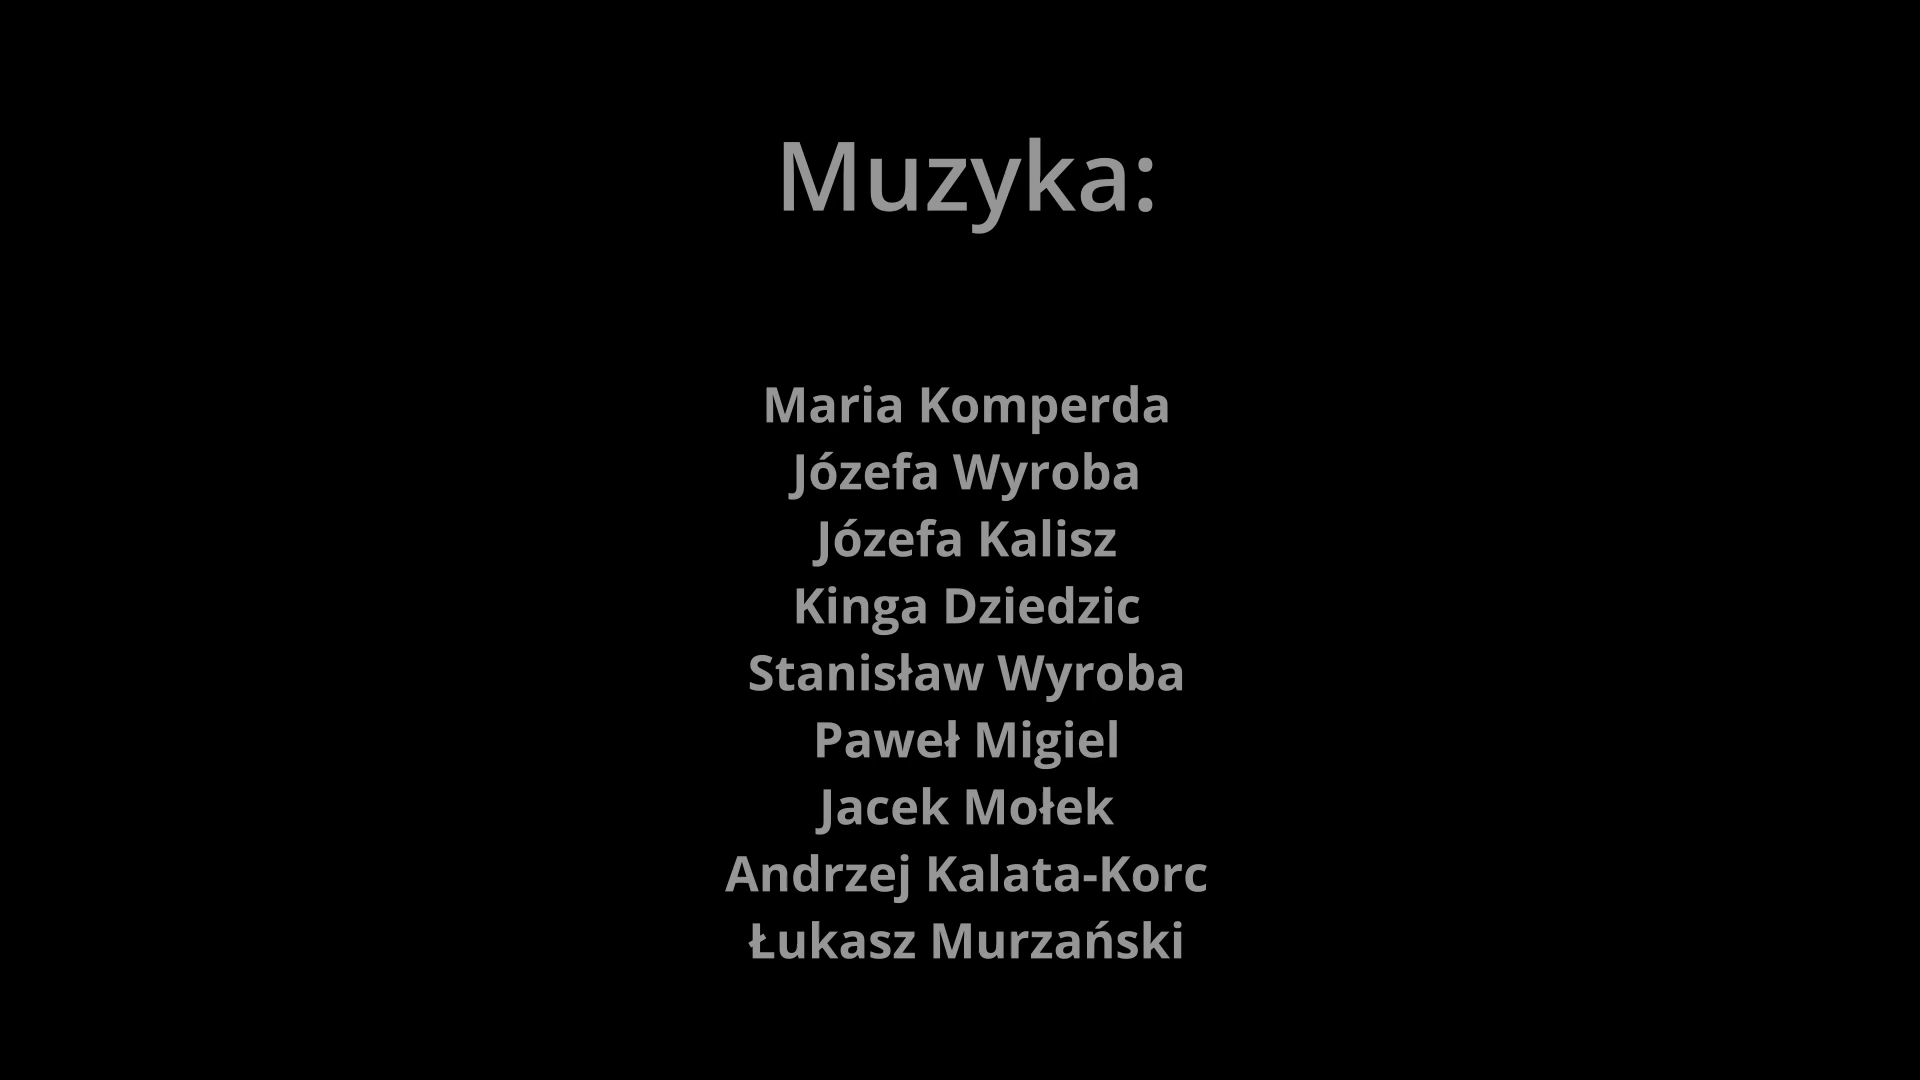 Muzyka:
Maria Komperda
Józefa Wyroba
Józefa Kalisz
Kinga Dziedzic
Stanisław Wyroba
Paweł Migiel
Jacek Mołek
Andrzej Kalata-Korc
Łukasz Murzański